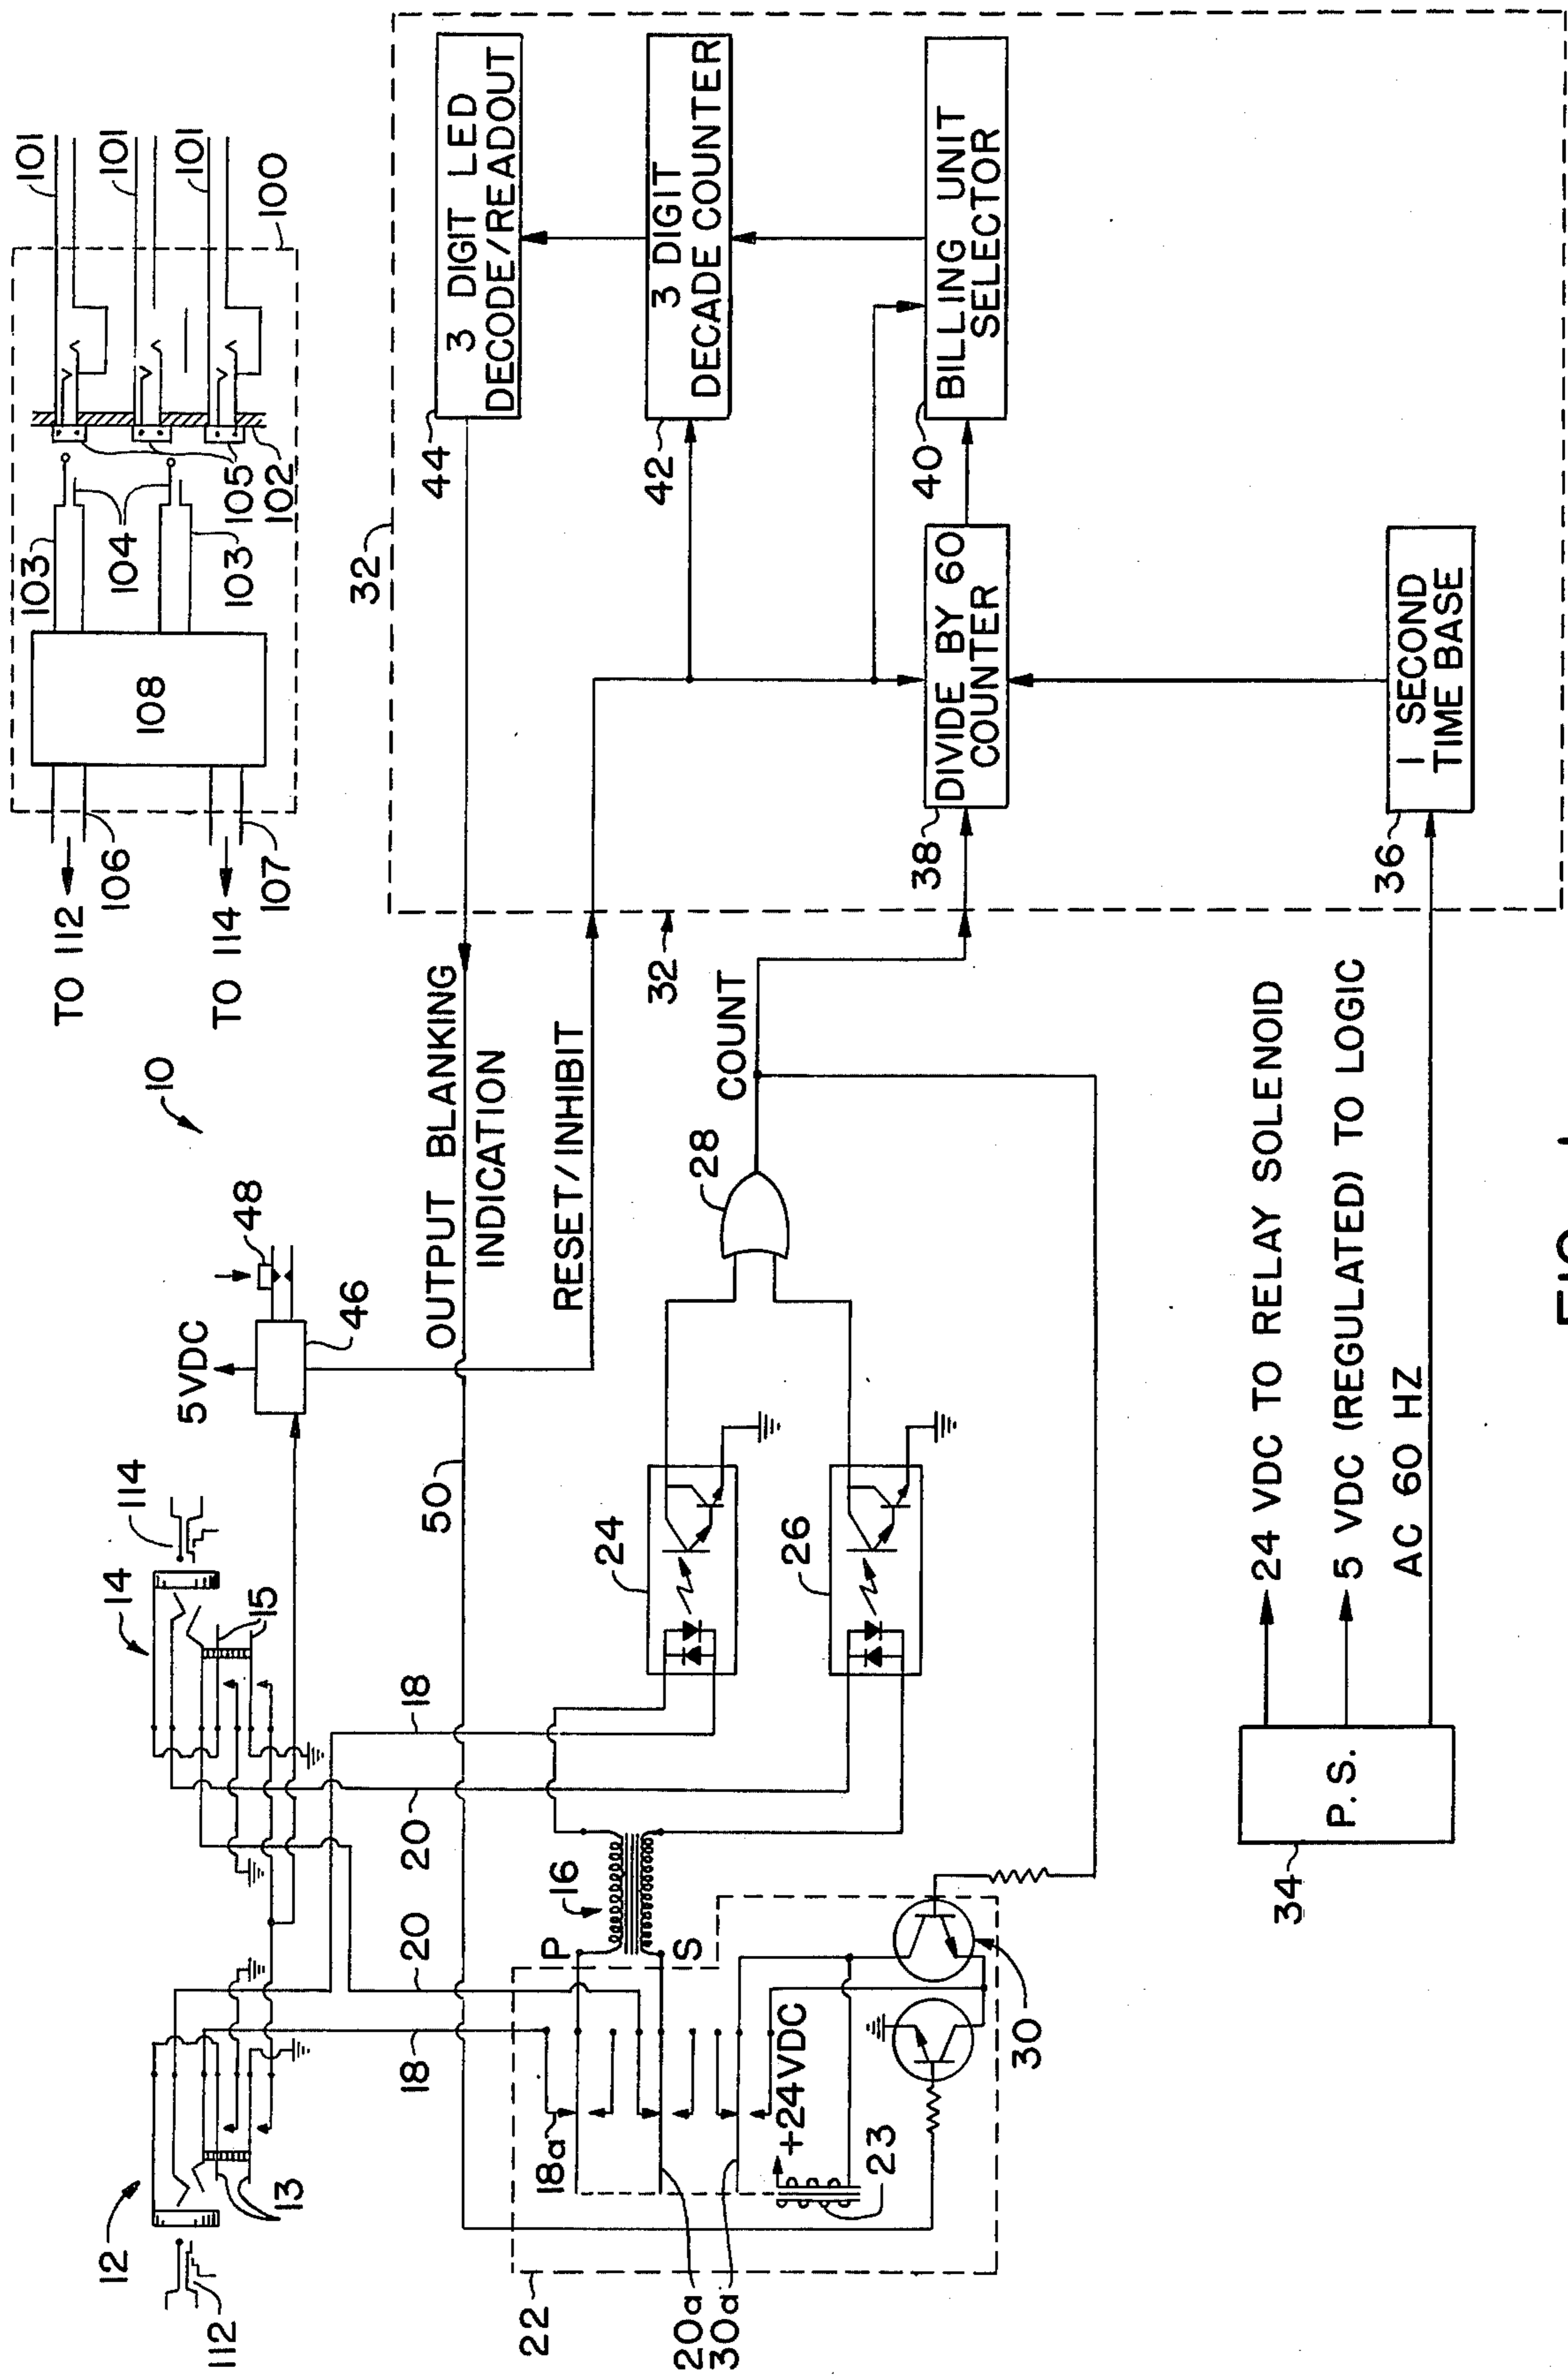 12
112
13
14
114
15
5VDC
48
46
10
TO 112
106
TO 114
107
108
103
104
103
105
102
101
101
101
100
18
20
20
18
50
OUTPUT BLANKING
INDICATION
RESET/INHIBIT
32
44
3 DIGIT LED
DECODE/READOUT
22
18a
20a
30a
P
S
16
+24VDC
23
30
24
26
28
COUNT
32
42
3 DIGIT
DECADE COUNTER
38
DIVIDE BY 60
COUNTER
40
BILLING UNIT
SELECTOR
34
P.S.
24 VDC TO RELAY SOLENOID
5 VDC (REGULATED) TO LOGIC
AC 60 HZ
36
1 SECOND
TIME BASE